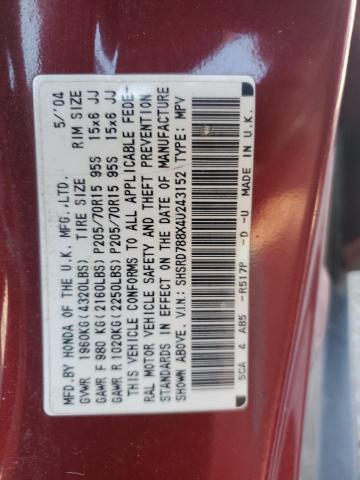 MFD.BY HONDA OF THE U.K. MFG.,LTD. 5/'04
GVWR 1960KG(4320LBS) TIRE SIZE RIM SIZE
GAWR F 980 KG(2160LBS) P205/70R15 95S 15x6 JJ
GAWR R 1020KG(2250LBS) P205/70R15 95S 15x6 JJ
THIS VEHICLE CONFORMS TO ALL APPLICABLE FEDE-
RAL MOTOR VEHICLE SAFETY AND THEFT PREVENTION
STANDARDS IN EFFECT ON THE DATE OF MANUFACTURE
SHOWN ABOVE. V.I.N: SHSRD788X4U243152 TYPE: MPV
SCA 4 AB5 -R517P -D -U MADE IN U.K